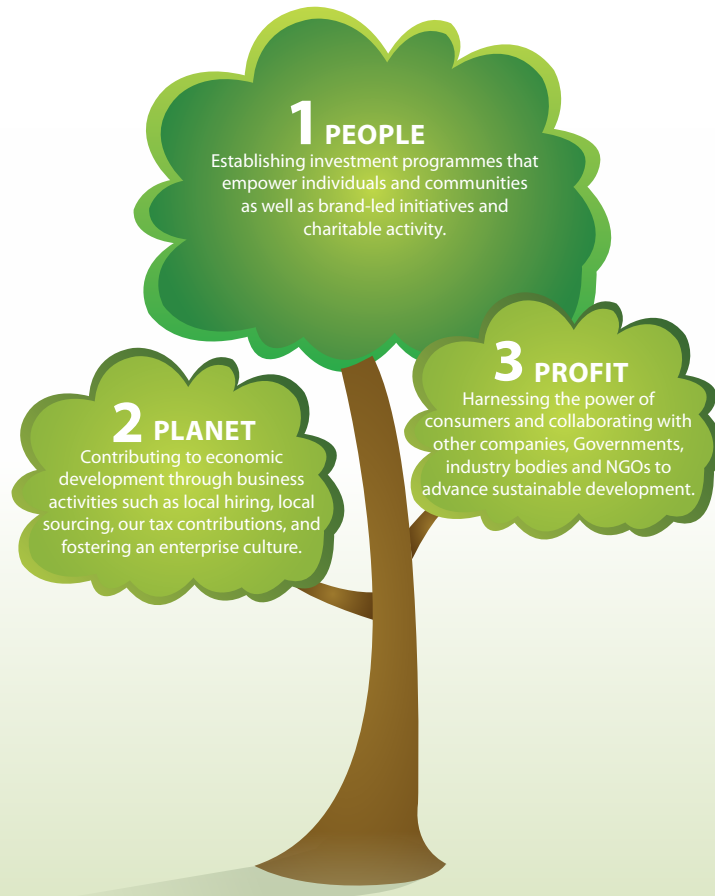 1 PEOPLE
Establishing investment programmes that
empower individuals and communities
as well as brand-led initiatives and
charitable activity.
2 PLANET
Contributing to economic
development through business
activities such as local hiring, local
sourcing, our tax contributions, and
fostering an enterprise culture.
3 PROFIT
Harnessing the power of
consumers and collaborating with
other companies, Governments,
industry bodies and NGOs to
advance sustainable development.